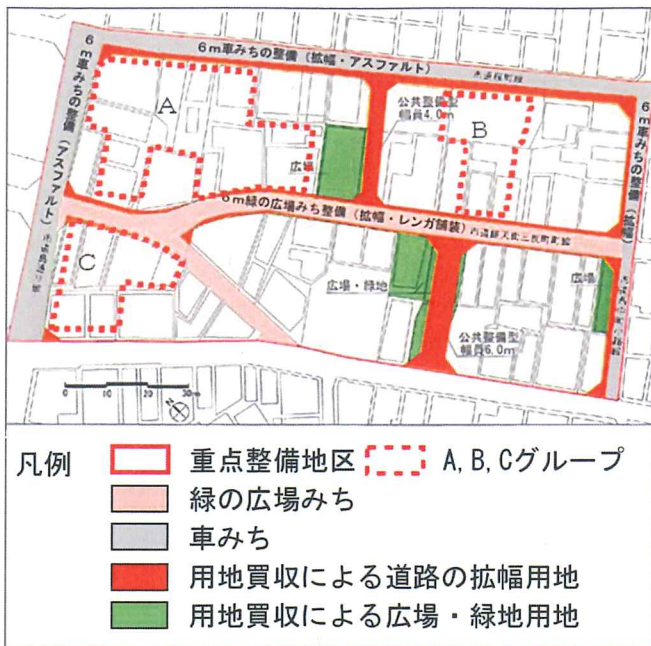 6m車みちの整備（拡幅・アスファルト）
6m車みちの整備（アスファルト）
6m車みちの整備（拡幅）
A
公共整備型
幅員4.0m
B
広場
6m緑の広場みち整備（拡幅・レンガ舗装）
C
広場・緑地
広場
公共整備型
幅員6.0m
0 10 20 30m
N
凡例
重点整備地区 A,B,Cグループ
緑の広場みち
車みち
用地買収による道路の拡幅用地
用地買収による広場・緑地用地